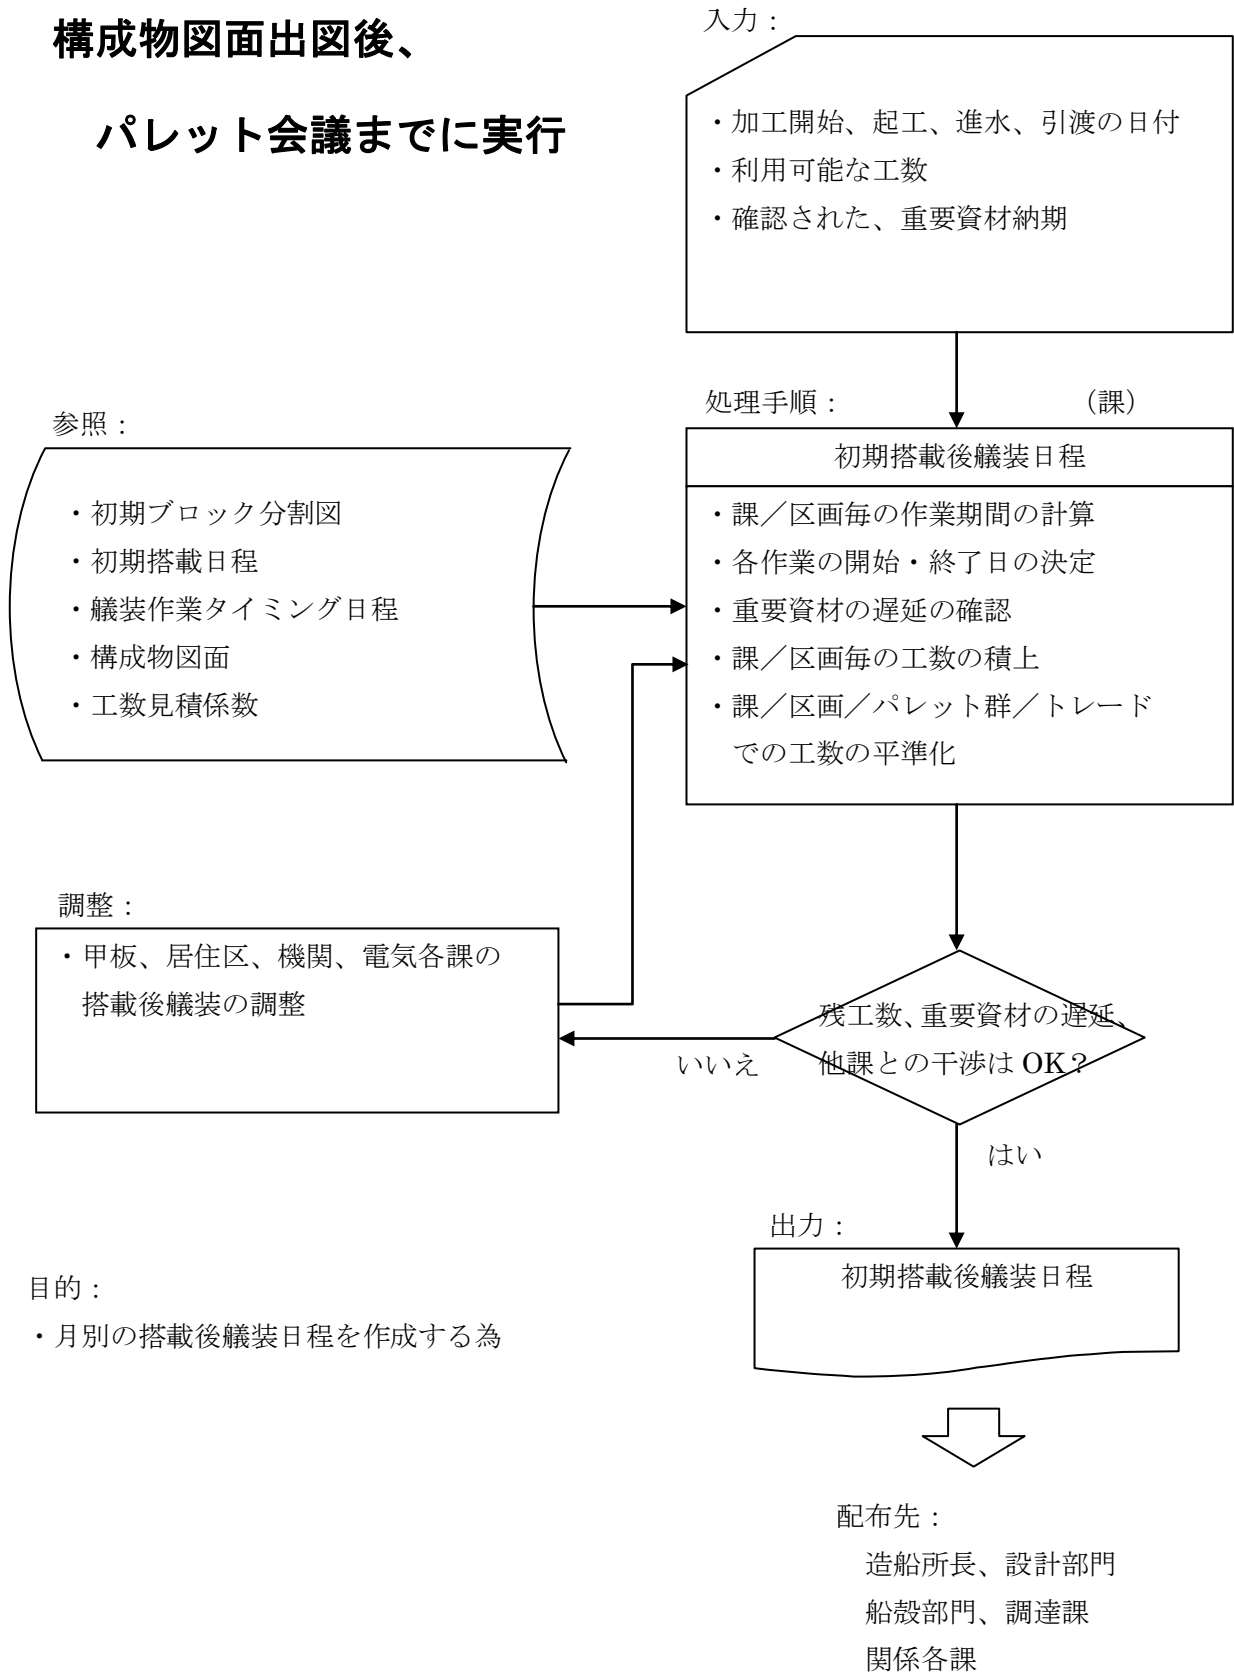 構成物図面出図後、
パレット会議までに実行
入力：
・加工開始、起工、進水、引渡の日付
・利用可能な工数
・確認された、重要資材納期
処理手順： （課）
初期搭載後艤装日程
・課／区画毎の作業期間の計算
・各作業の開始・終了日の決定
・重要資材の遅延の確認
・課／区画毎の工数の積上
・課／区画／パレット群／トレード
での工数の平準化
参照：
・初期ブロック分割図
・初期搭載日程
・艤装作業タイミング日程
・構成物図面
・工数見積係数
調整：
・甲板、居住区、機関、電気各課の
搭載後艤装の調整
残工数、重要資材の遅延、
他課との干渉は OK？
いいえ
はい
出力：
初期搭載後艤装日程
目的：
・月別の搭載後艤装日程を作成する為
配布先：
造船所長、設計部門
船殻部門、調達課
関係各課